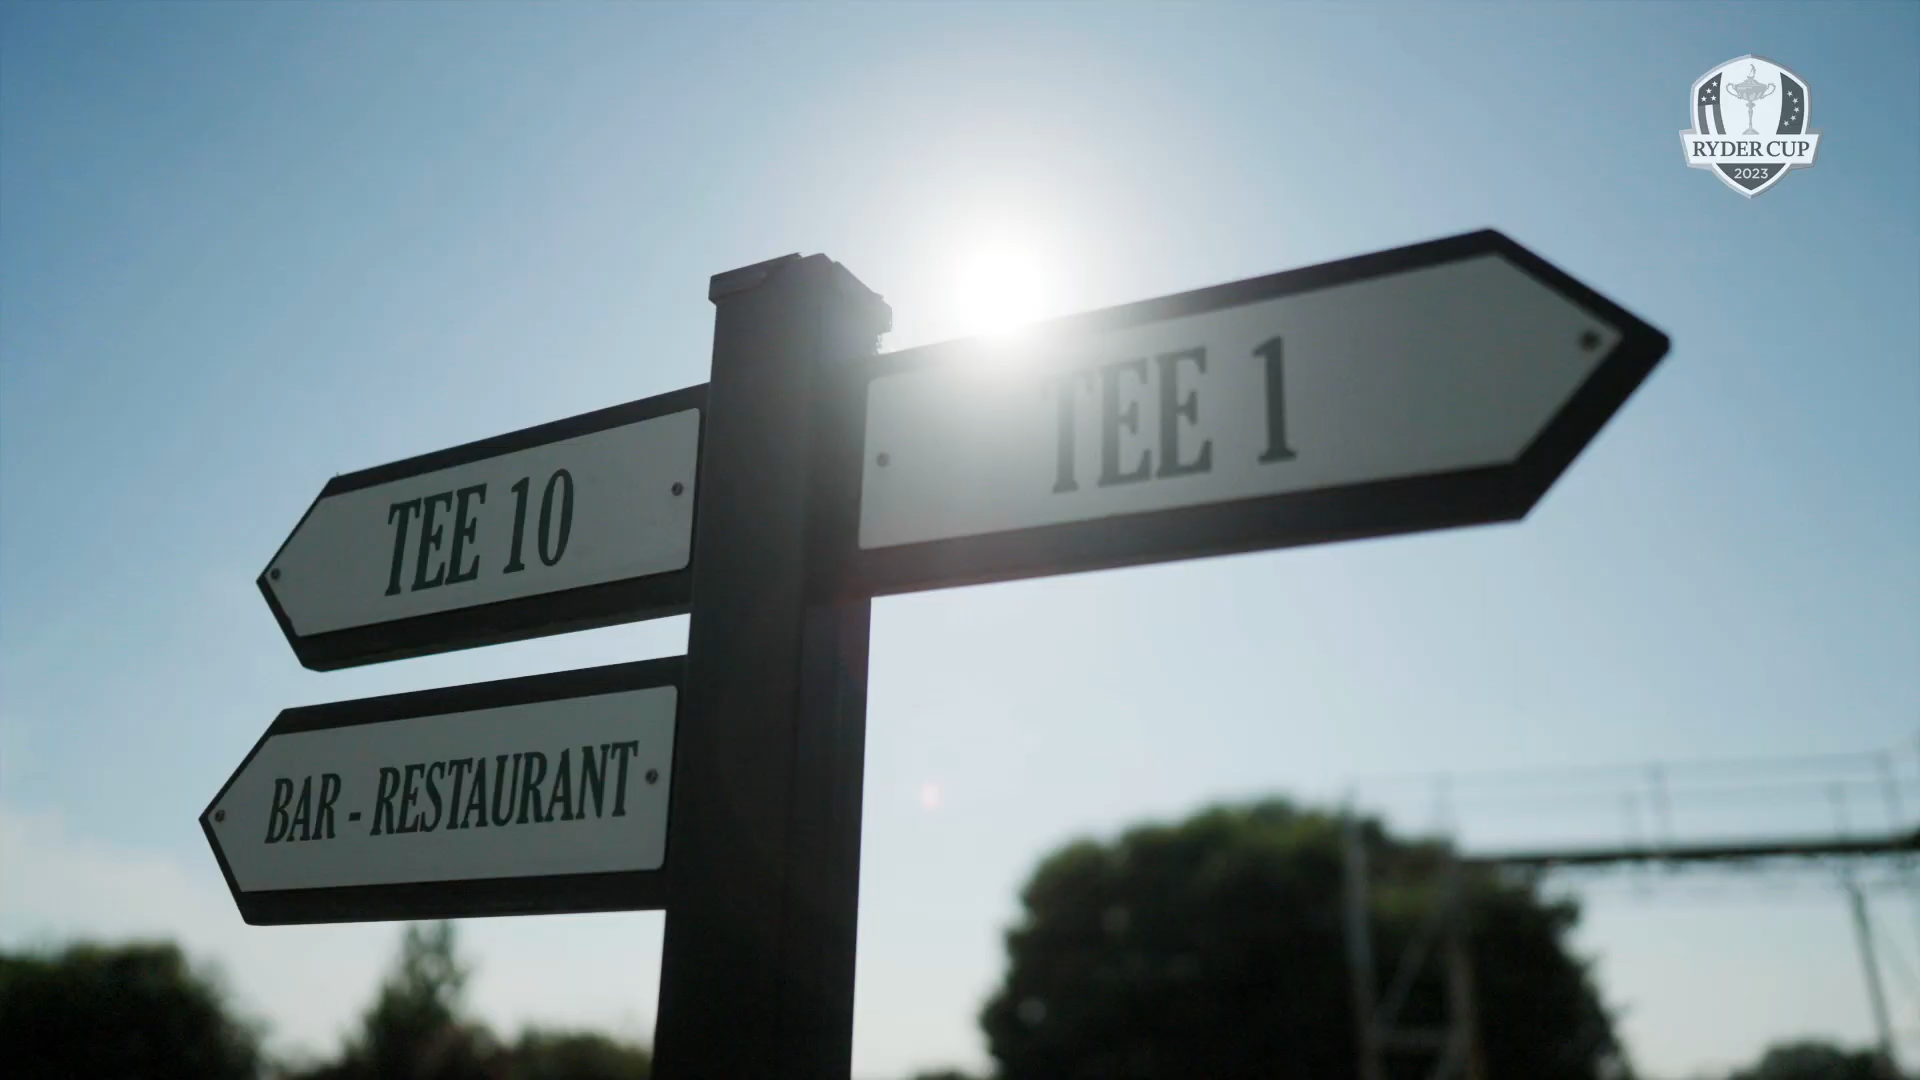 RYDER CUP
2023
TEE 1
TEE 10
BAR - RESTAURANT